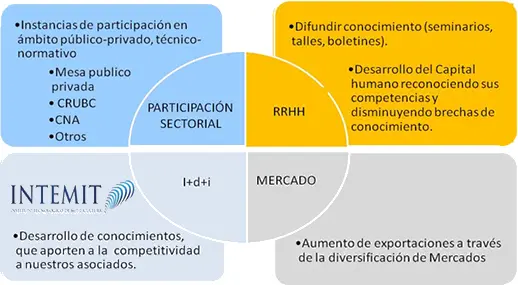 •Instancias de participación en
ámbito público-privado, técnico-
normativo
•Mesa publico
privada
• CRUBC
•CNA
•Otros
•Difundir conocimiento (seminarios,
talles, boletines).
•Desarrollo del Capital
humano reconociendo sus
competencias y
disminuyendo brechas de
conocimiento.
PARTICIPACIÓN
SECTORIAL
RRHH
I+d+i
MERCADO
INTEMIT
•Desarrollo de conocimientos,
que aporten a la competitividad
a nuestros asociados.
•Aumento de exportaciones a través
de la diversificación de Mercados